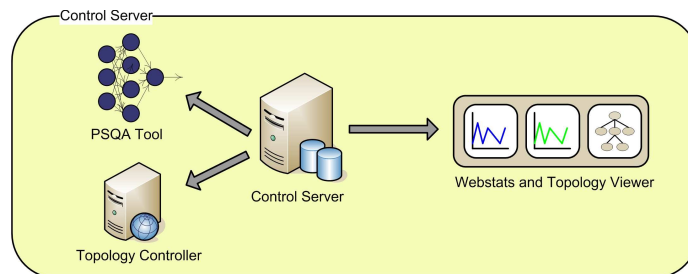 Control Server
PSQA Tool
Control Server
Webstats and Topology Viewer
Topology Controller